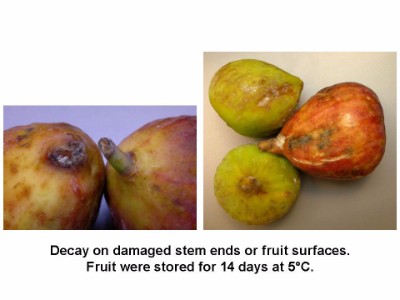 Decay on damaged stem ends or fruit surfaces.
Fruit were stored for 14 days at 5°C.